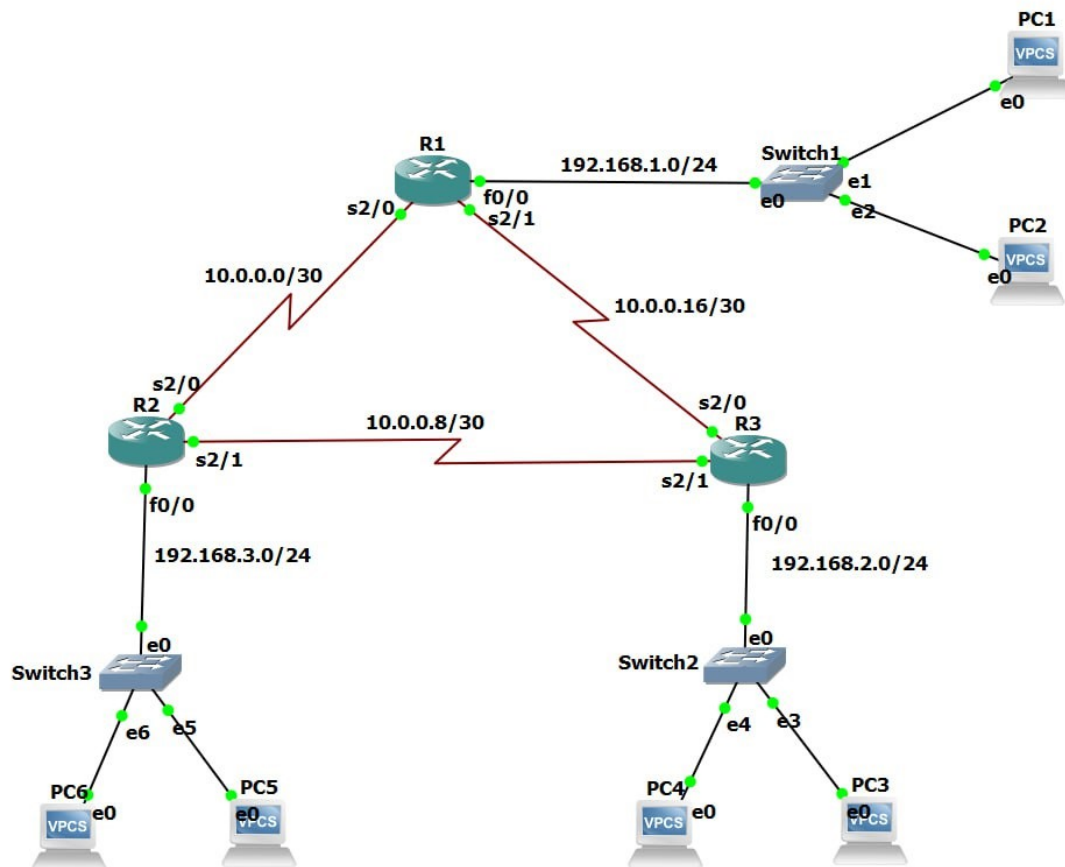 PC1
VPCS
e0
R1
192.168.1.0/24
Switch1
f0/0
e0
e1
s2/0
s2/1
e2
PC2
VPCS
e0
10.0.0.0/30
10.0.0.16/30
s2/0
R2
10.0.0.8/30
s2/0
R3
s2/1
s2/1
f0/0
f0/0
192.168.3.0/24
192.168.2.0/24
e0
e0
Switch3
Switch2
e6
e5
e4
e3
PC6
PC5
PC4
PC3
e0
e0
e0
e0
VPCS
VPCS
VPCS
VPCS